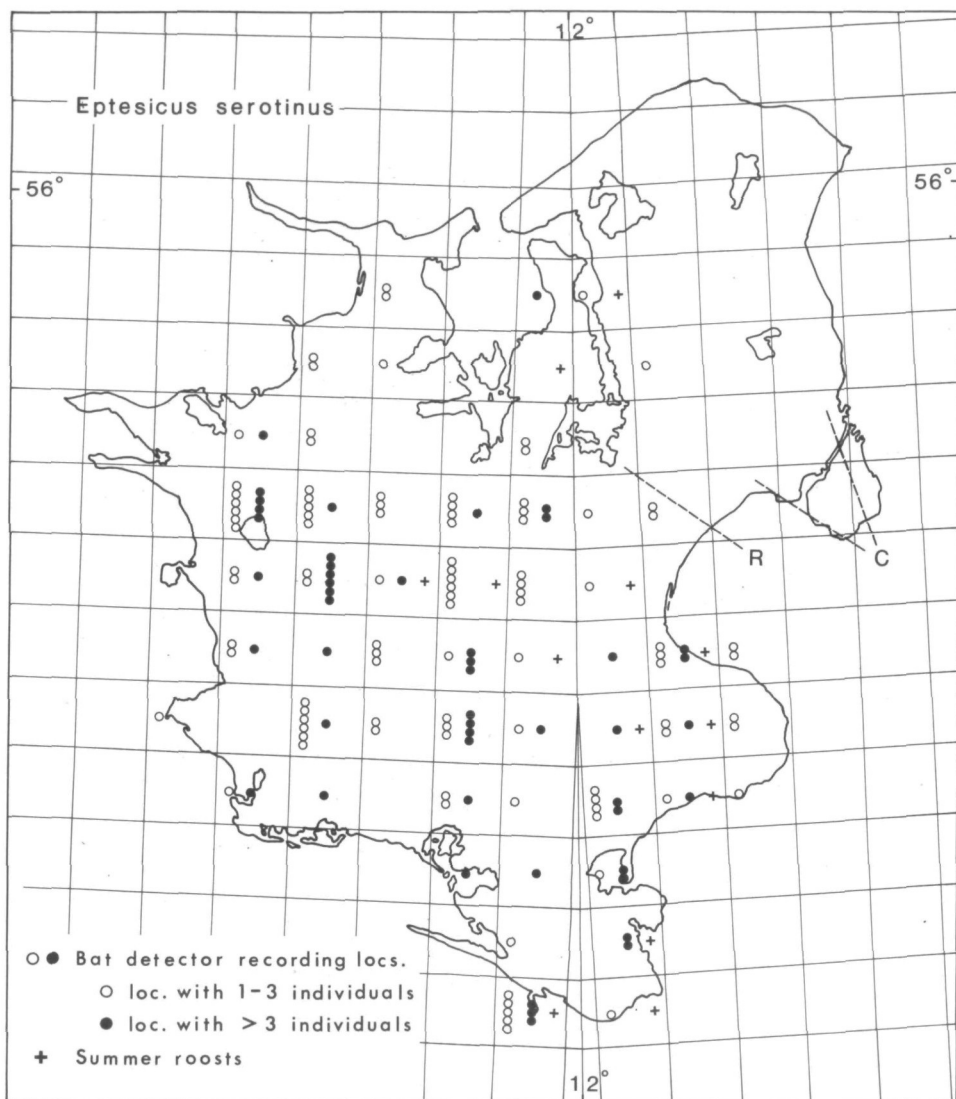 12°
Eptesicus serotinus
56°
56°
R
C
○ ● Bat detector recording locs.
○ loc. with 1-3 individuals
● loc. with >3 individuals
+ Summer roosts
12°